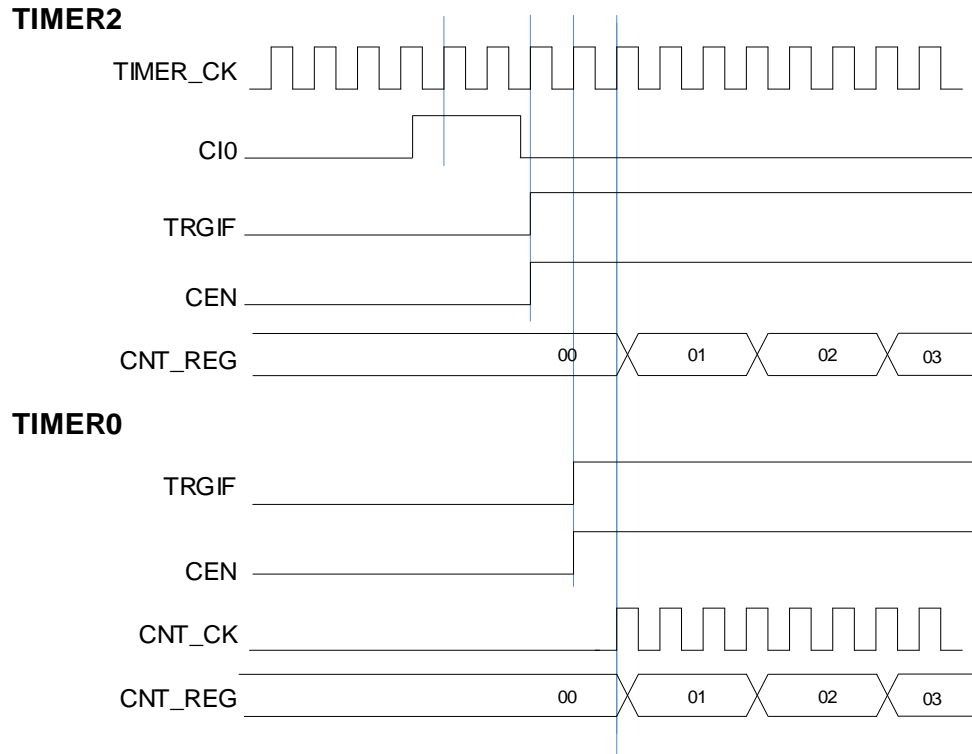 TIMER2
TIMER_CK
CI0
TRGIF
CEN
CNT_REG 00 01 02 03
TIMER0
TRGIF
CEN
CNT_CK
CNT_REG 00 01 02 03